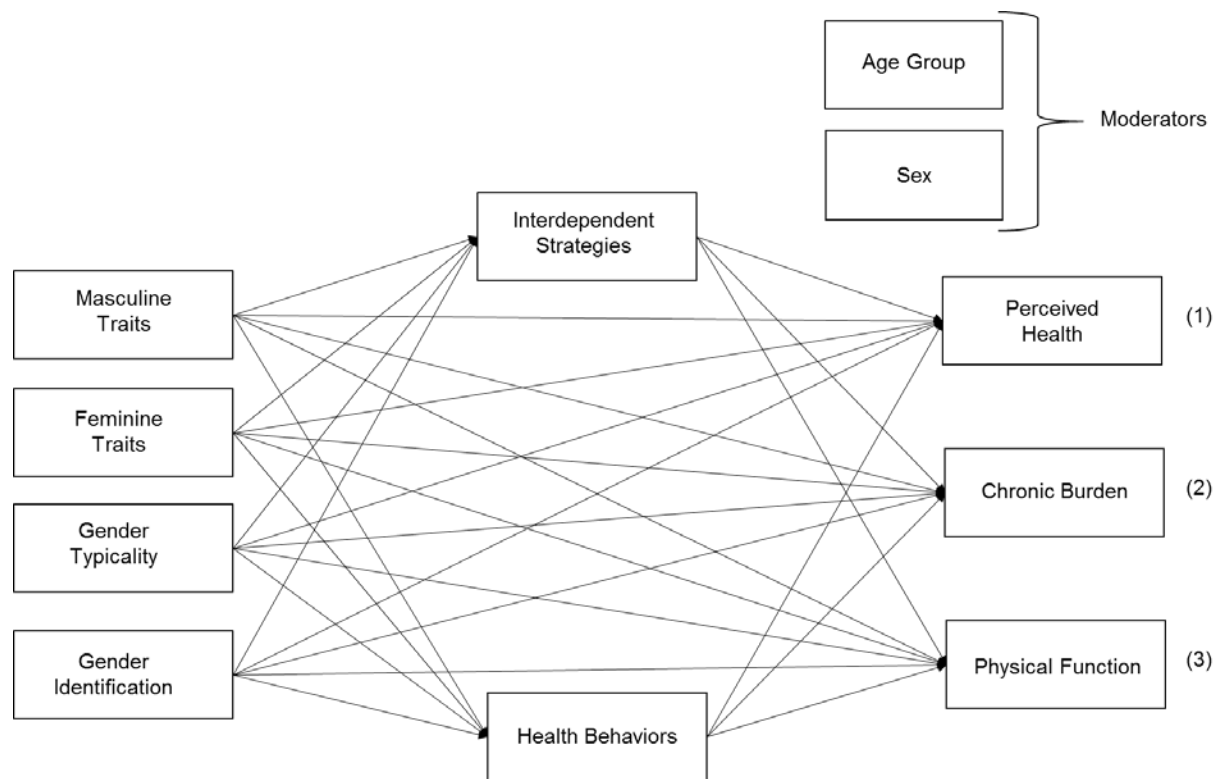 Age Group
Moderators
Sex
Interdependent
Strategies
Masculine
Traits
Perceived
Health
(1)
Feminine
Traits
Chronic Burden
(2)
Gender
Typicality
Gender
Identification
Physical Function
(3)
Health Behaviors